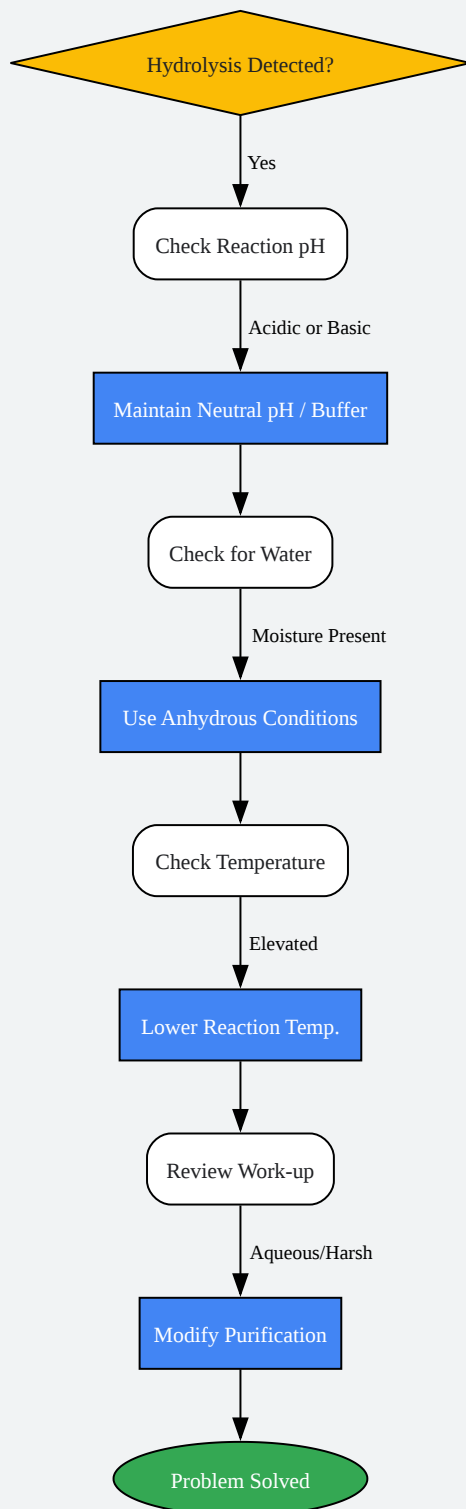 Hydrolysis Detected?
Yes
Check Reaction pH
Acidic or Basic
Maintain Neutral pH / Buffer
Check for Water
Moisture Present
Use Anhydrous Conditions
Check Temperature
Elevated
Lower Reaction Temp.
Review Work-up
Aqueous/Harsh
Modify Purification
Problem Solved